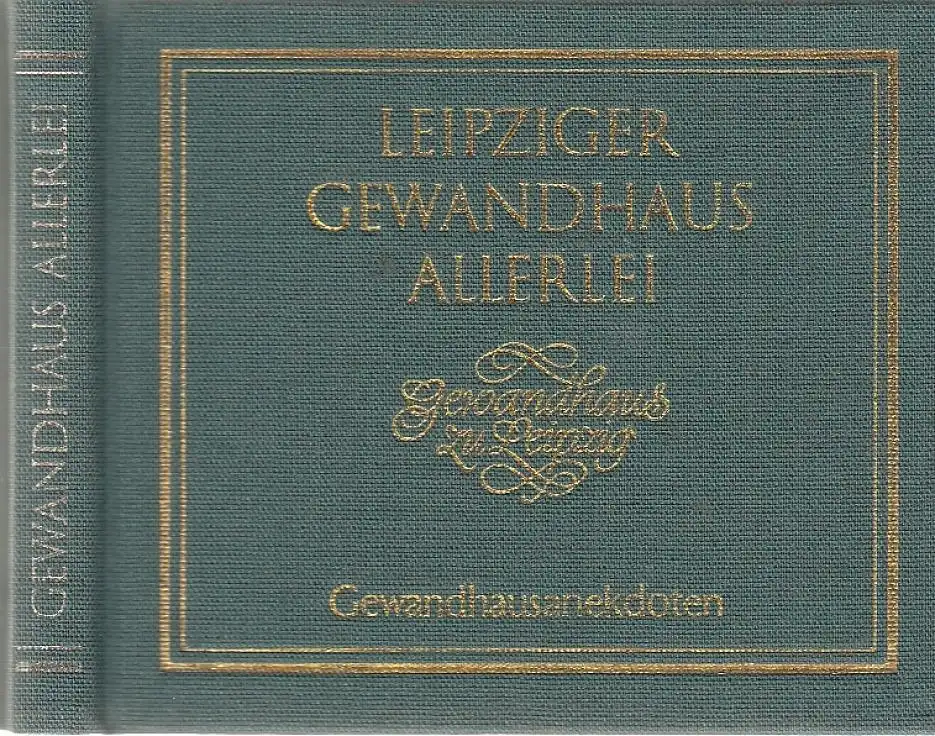 GEWANDHAUS ALLERLEI
LEIPZIGER
GEWANDHAUS
ALLERLEI
Gewandhaus
zu Leipzig
Gewandhausanekdoten